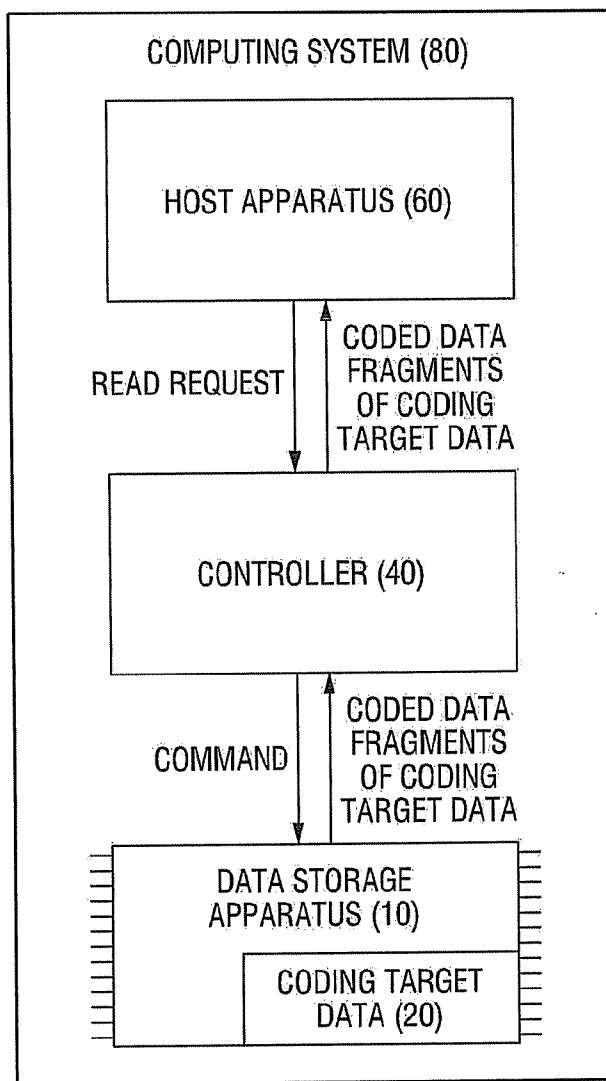 COMPUTING SYSTEM (80)
HOST APPARATUS (60)
READ REQUEST
CODED DATA
FRAGMENTS
OF CODING
TARGET DATA
CONTROLLER (40)
COMMAND
CODED DATA
FRAGMENTS
OF CODING
TARGET DATA
DATA STORAGE
APPARATUS (10)
CODING TARGET
DATA (20)